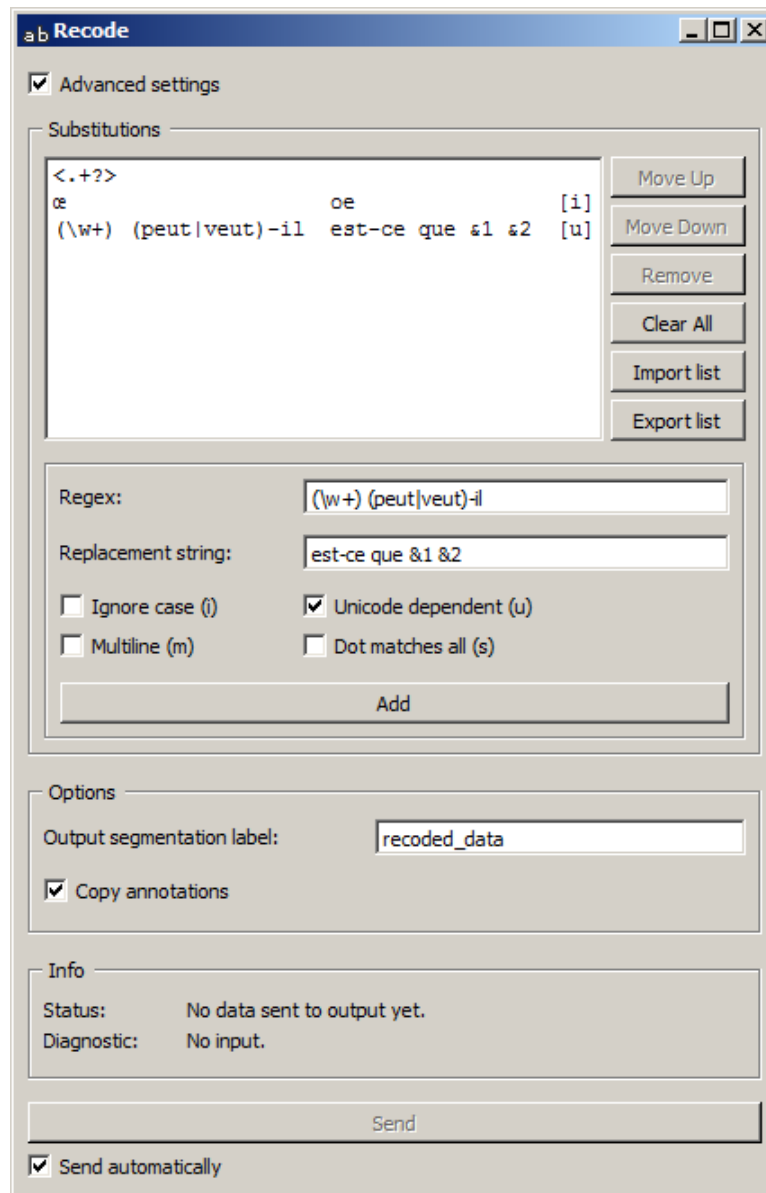 ab Recode
Advanced settings
Substitutions
<.+?>
œ oe [i]
(\w+) (peut|veut)-il est-ce que &1 &2 [u]
Move Up
Move Down
Remove
Clear All
Import list
Export list
Regex: (\w+) (peut|veut)-il
Replacement string: est-ce que &1 &2
Ignore case (i) Unicode dependent (u)
Multiline (m) Dot matches all (s)
Add
Options
Output segmentation label: recoded_data
Copy annotations
Info
Status: No data sent to output yet.
Diagnostic: No input.
Send
Send automatically